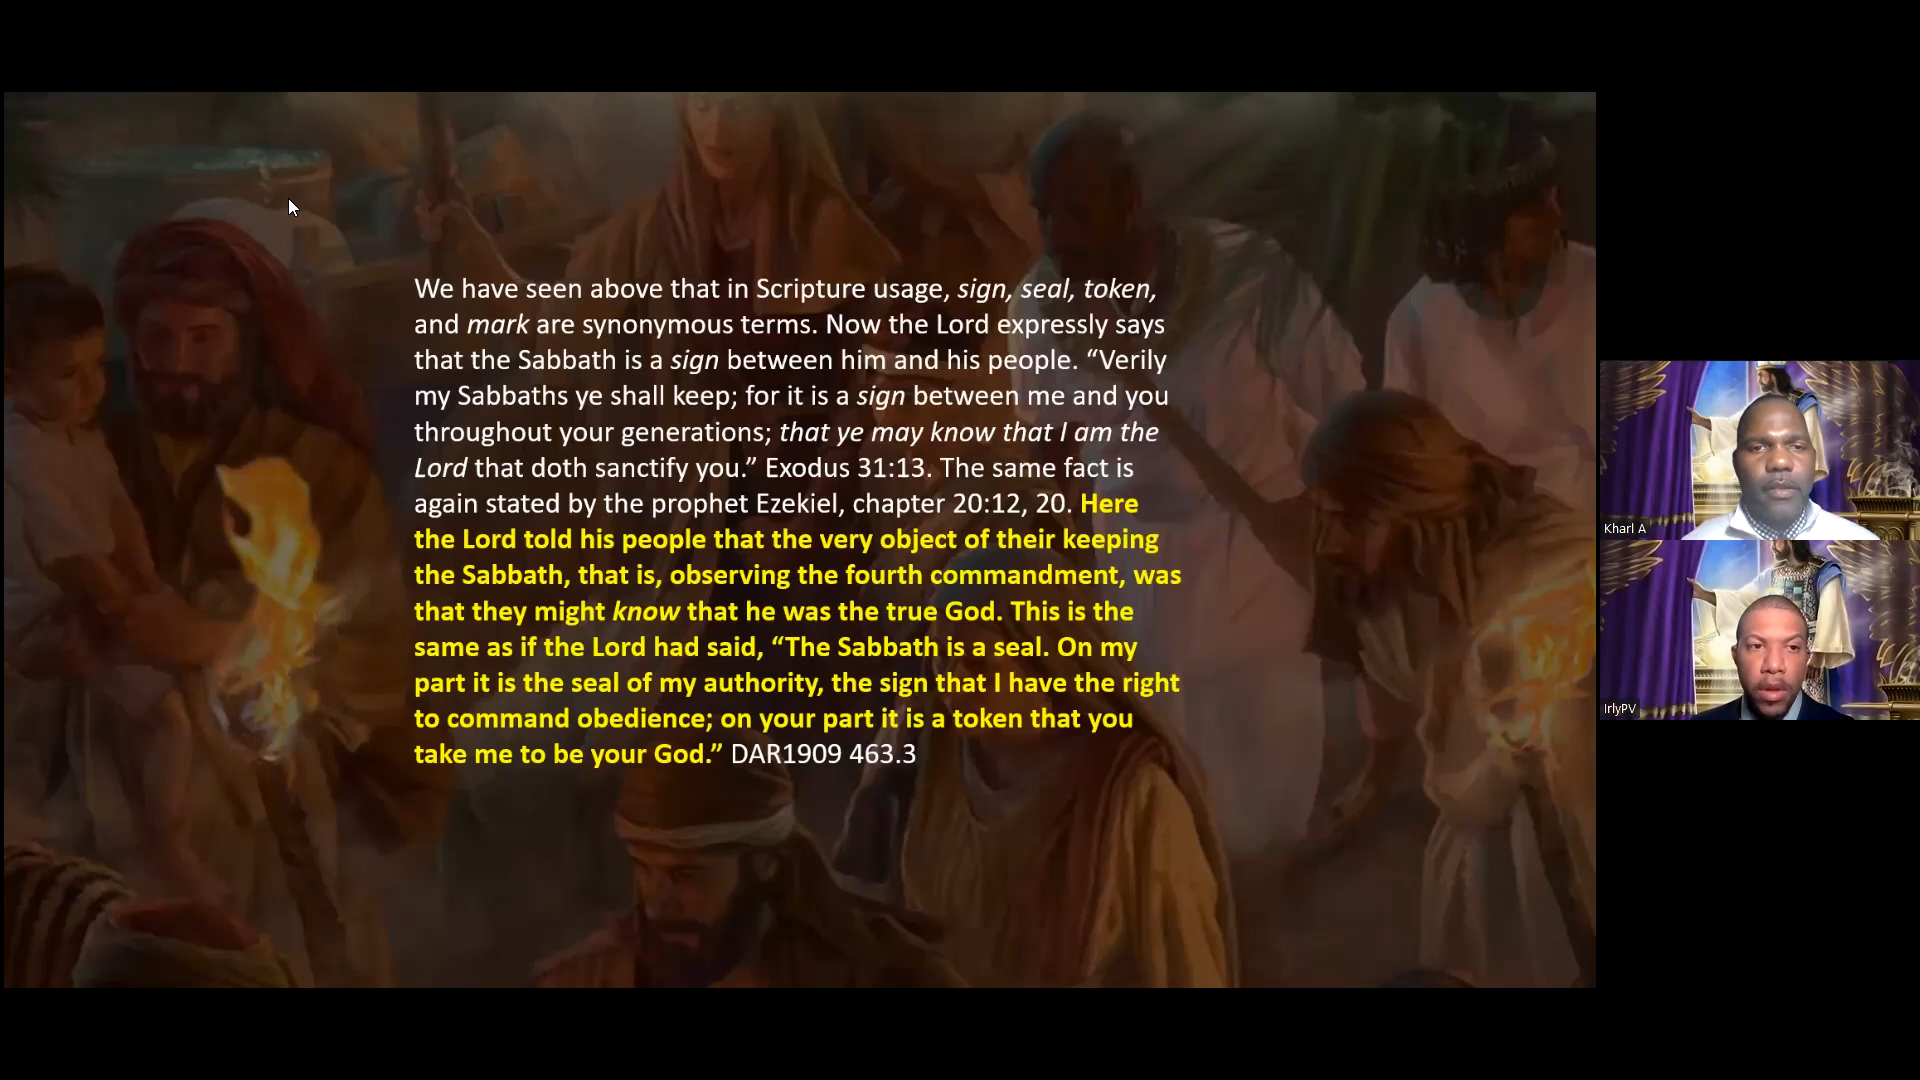 We have seen above that in Scripture usage, sign, seal, token,
and mark are synonymous terms. Now the Lord expressly says
that the Sabbath is a sign between him and his people. “Verily
my Sabbaths ye shall keep; for it is a sign between me and you
throughout your generations; that ye may know that I am the
Lord that doth sanctify you.” Exodus 31:13. The same fact is
again stated by the prophet Ezekiel, chapter 20:12, 20. Here
the Lord told his people that the very object of their keeping
the Sabbath, that is, observing the fourth commandment, was
that they might know that he was the true God. This is the
same as if the Lord had said, “The Sabbath is a seal. On my
part it is the seal of my authority, the sign that I have the right
to command obedience; on your part it is a token that you
take me to be your God.” DAR1909 463.3
Kharl A
IrlyPV